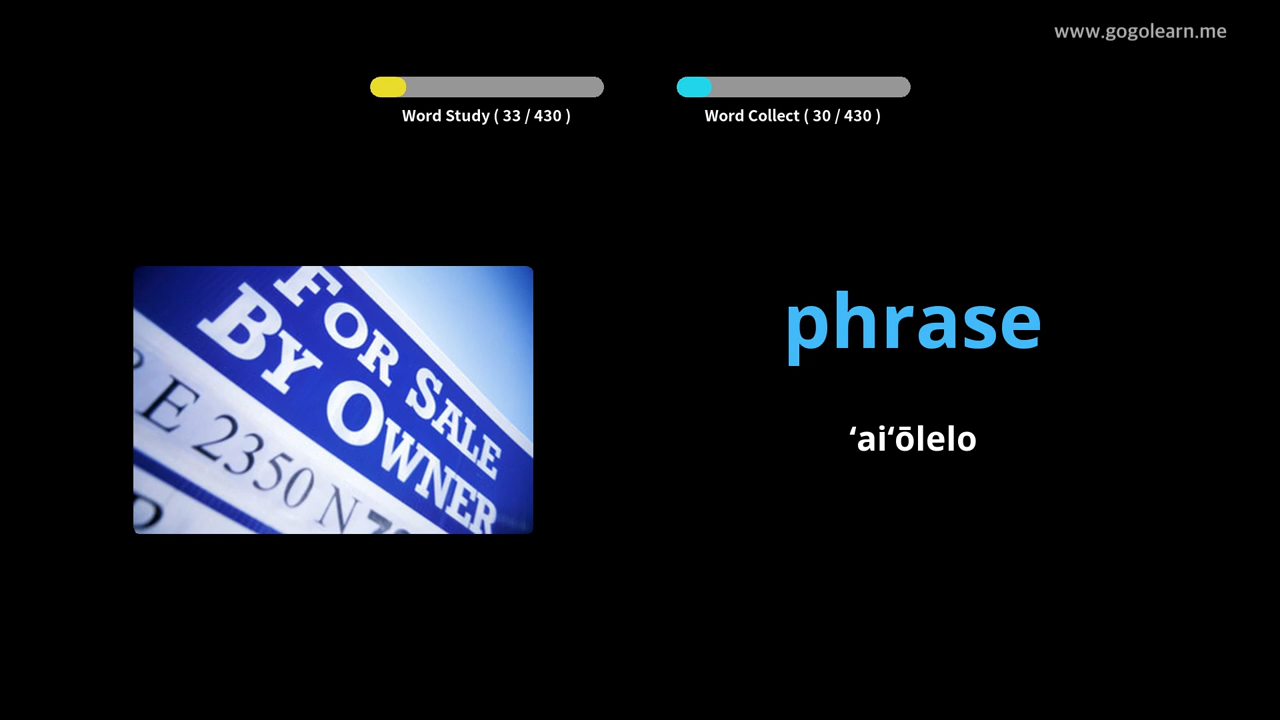 www.gogolearn.me
Word Study ( 33 / 430 )
Word Collect ( 30 / 430 )
FOR SALE
BY OWNER
E 2350 N
phrase
ʻaiʻōlelo